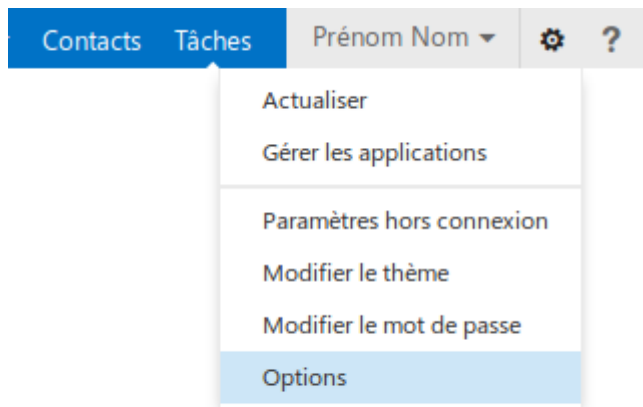 Contacts Tâches Prénom Nom ?
Actualiser
Gérer les applications
Paramètres hors connexion
Modifier le thème
Modifier le mot de passe
Options